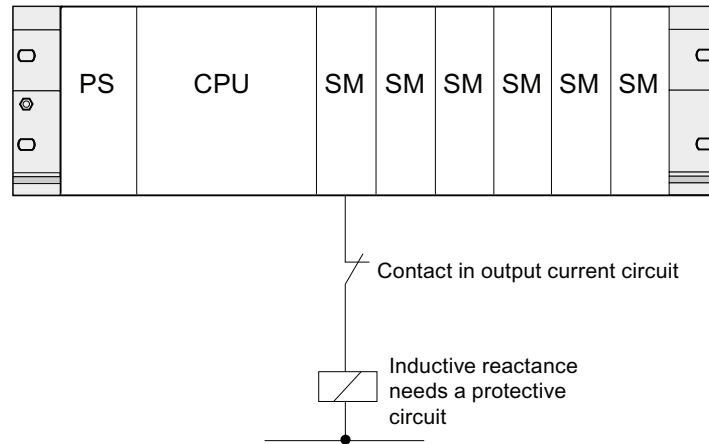 PS CPU SM SM SM SM SM SM
Contact in output current circuit
Inductive reactance
needs a protective
circuit